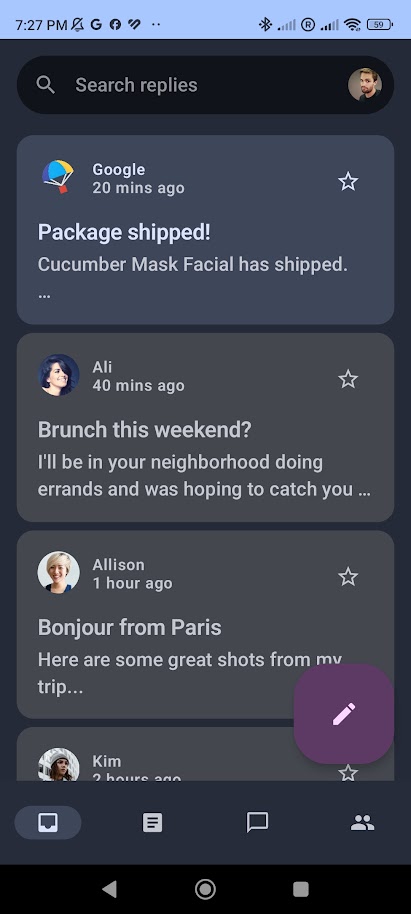 7:27 PM
59
Search replies
Google
20 mins ago
Package shipped!
Cucumber Mask Facial has shipped.
...
Ali
40 mins ago
Brunch this weekend?
I'll be in your neighborhood doing
errands and was hoping to catch you ...
Allison
1 hour ago
Bonjour from Paris
Here are some great shots from my
trip...
Kim
2 hours ago